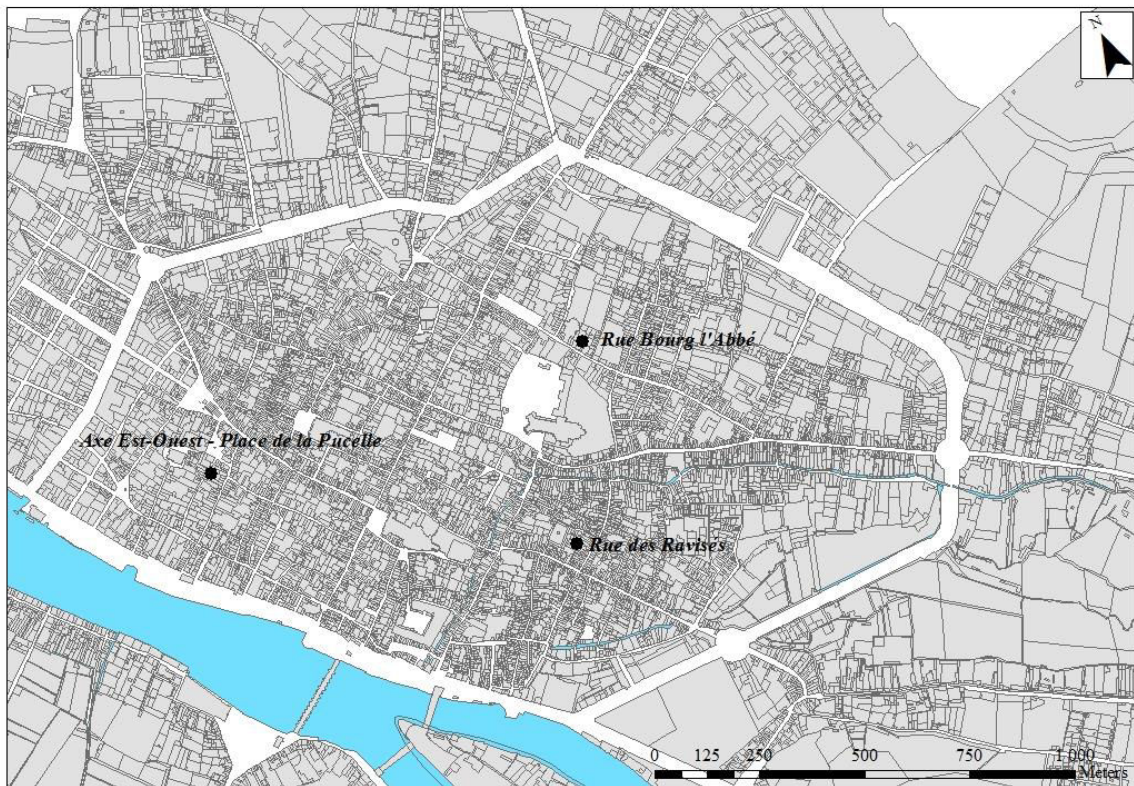 N
Rue Bourg l'Abbé
Axe Est-Ouest - Place de la Pucelle
Rue des Ravisés
0 125 250 500 750 1 000
Meters